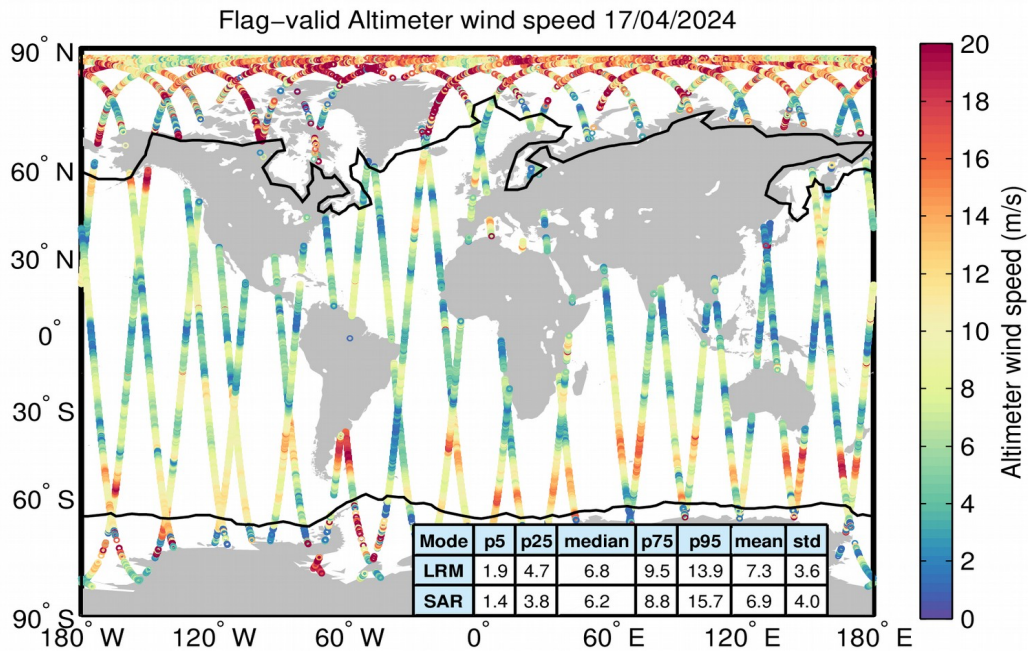 Flag−valid Altimeter wind speed 17/04/2024
90° N
60° N
30° N
0°
30° S
60° S
90° S
180° W
120° W
60° W
0°
60° E
120° E
180° E
Mode p5 p25 median p75 p95 mean std
LRM 1.9 4.7 6.8 9.5 13.9 7.3 3.6
SAR 1.4 3.8 6.2 8.8 15.7 6.9 4.0
20
18
16
14
12
10
8
6
4
2
0
Altimeter wind speed (m/s)